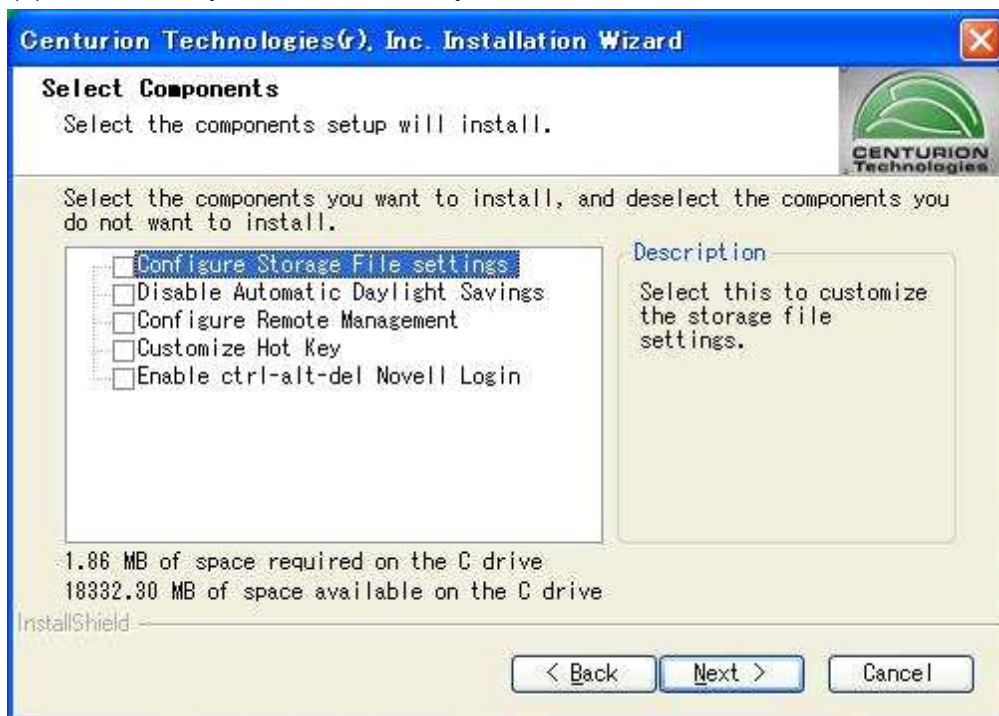 Centurion Technologies(r), Inc. Installation Wizard
Select Components
Select the components setup will install.
CENTURION
Technologies
Select the components you want to install, and deselect the components you
do not want to install.
Configure Storage File settings
Disable Automatic Daylight Savings
Configure Remote Management
Customize Hot Key
Enable ctrl-alt-del Novell Login
Description
Select this to customize
the storage file
settings.
1.86 MB of space required on the C drive
18332.30 MB of space available on the C drive
InstallShield
< Back
Next >
Cancel